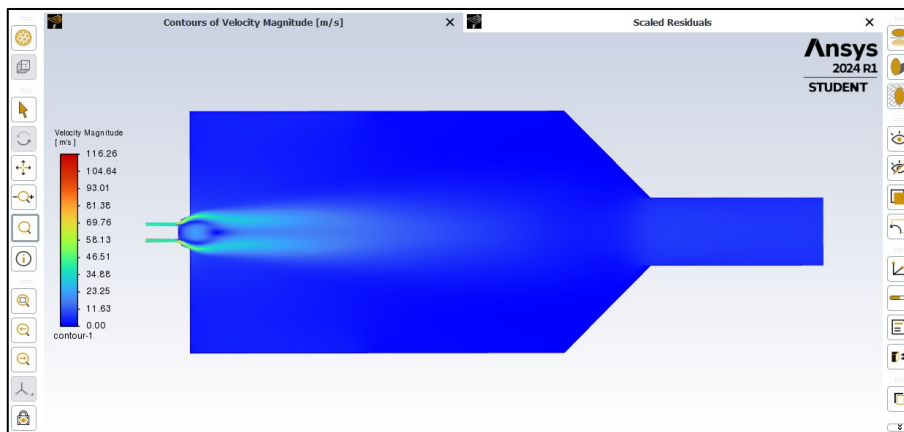 Contours of Velocity Magnitude [m/s]
Scaled Residuals
Ansys
2024 R1
STUDENT
Velocity Magnitude
[ m/s ]
116.26
104.64
93.01
81.38
69.76
58.13
46.51
34.88
23.25
11.63
0.00
contour-1